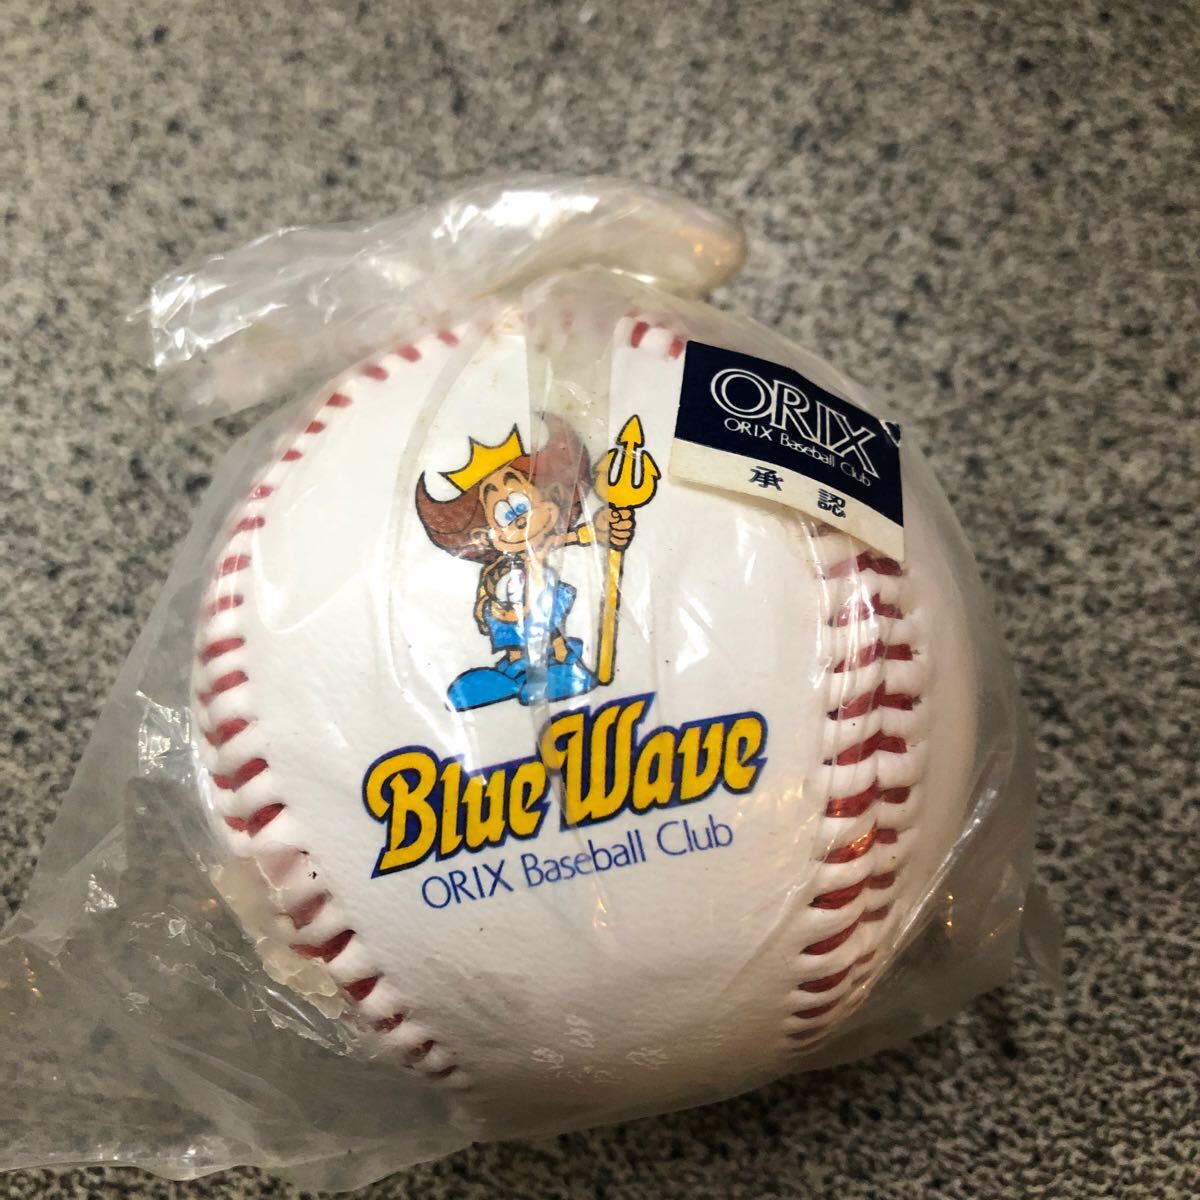 ORIX
ORIX Baseball Club
承認
Blue Wave
ORIX Baseball Club